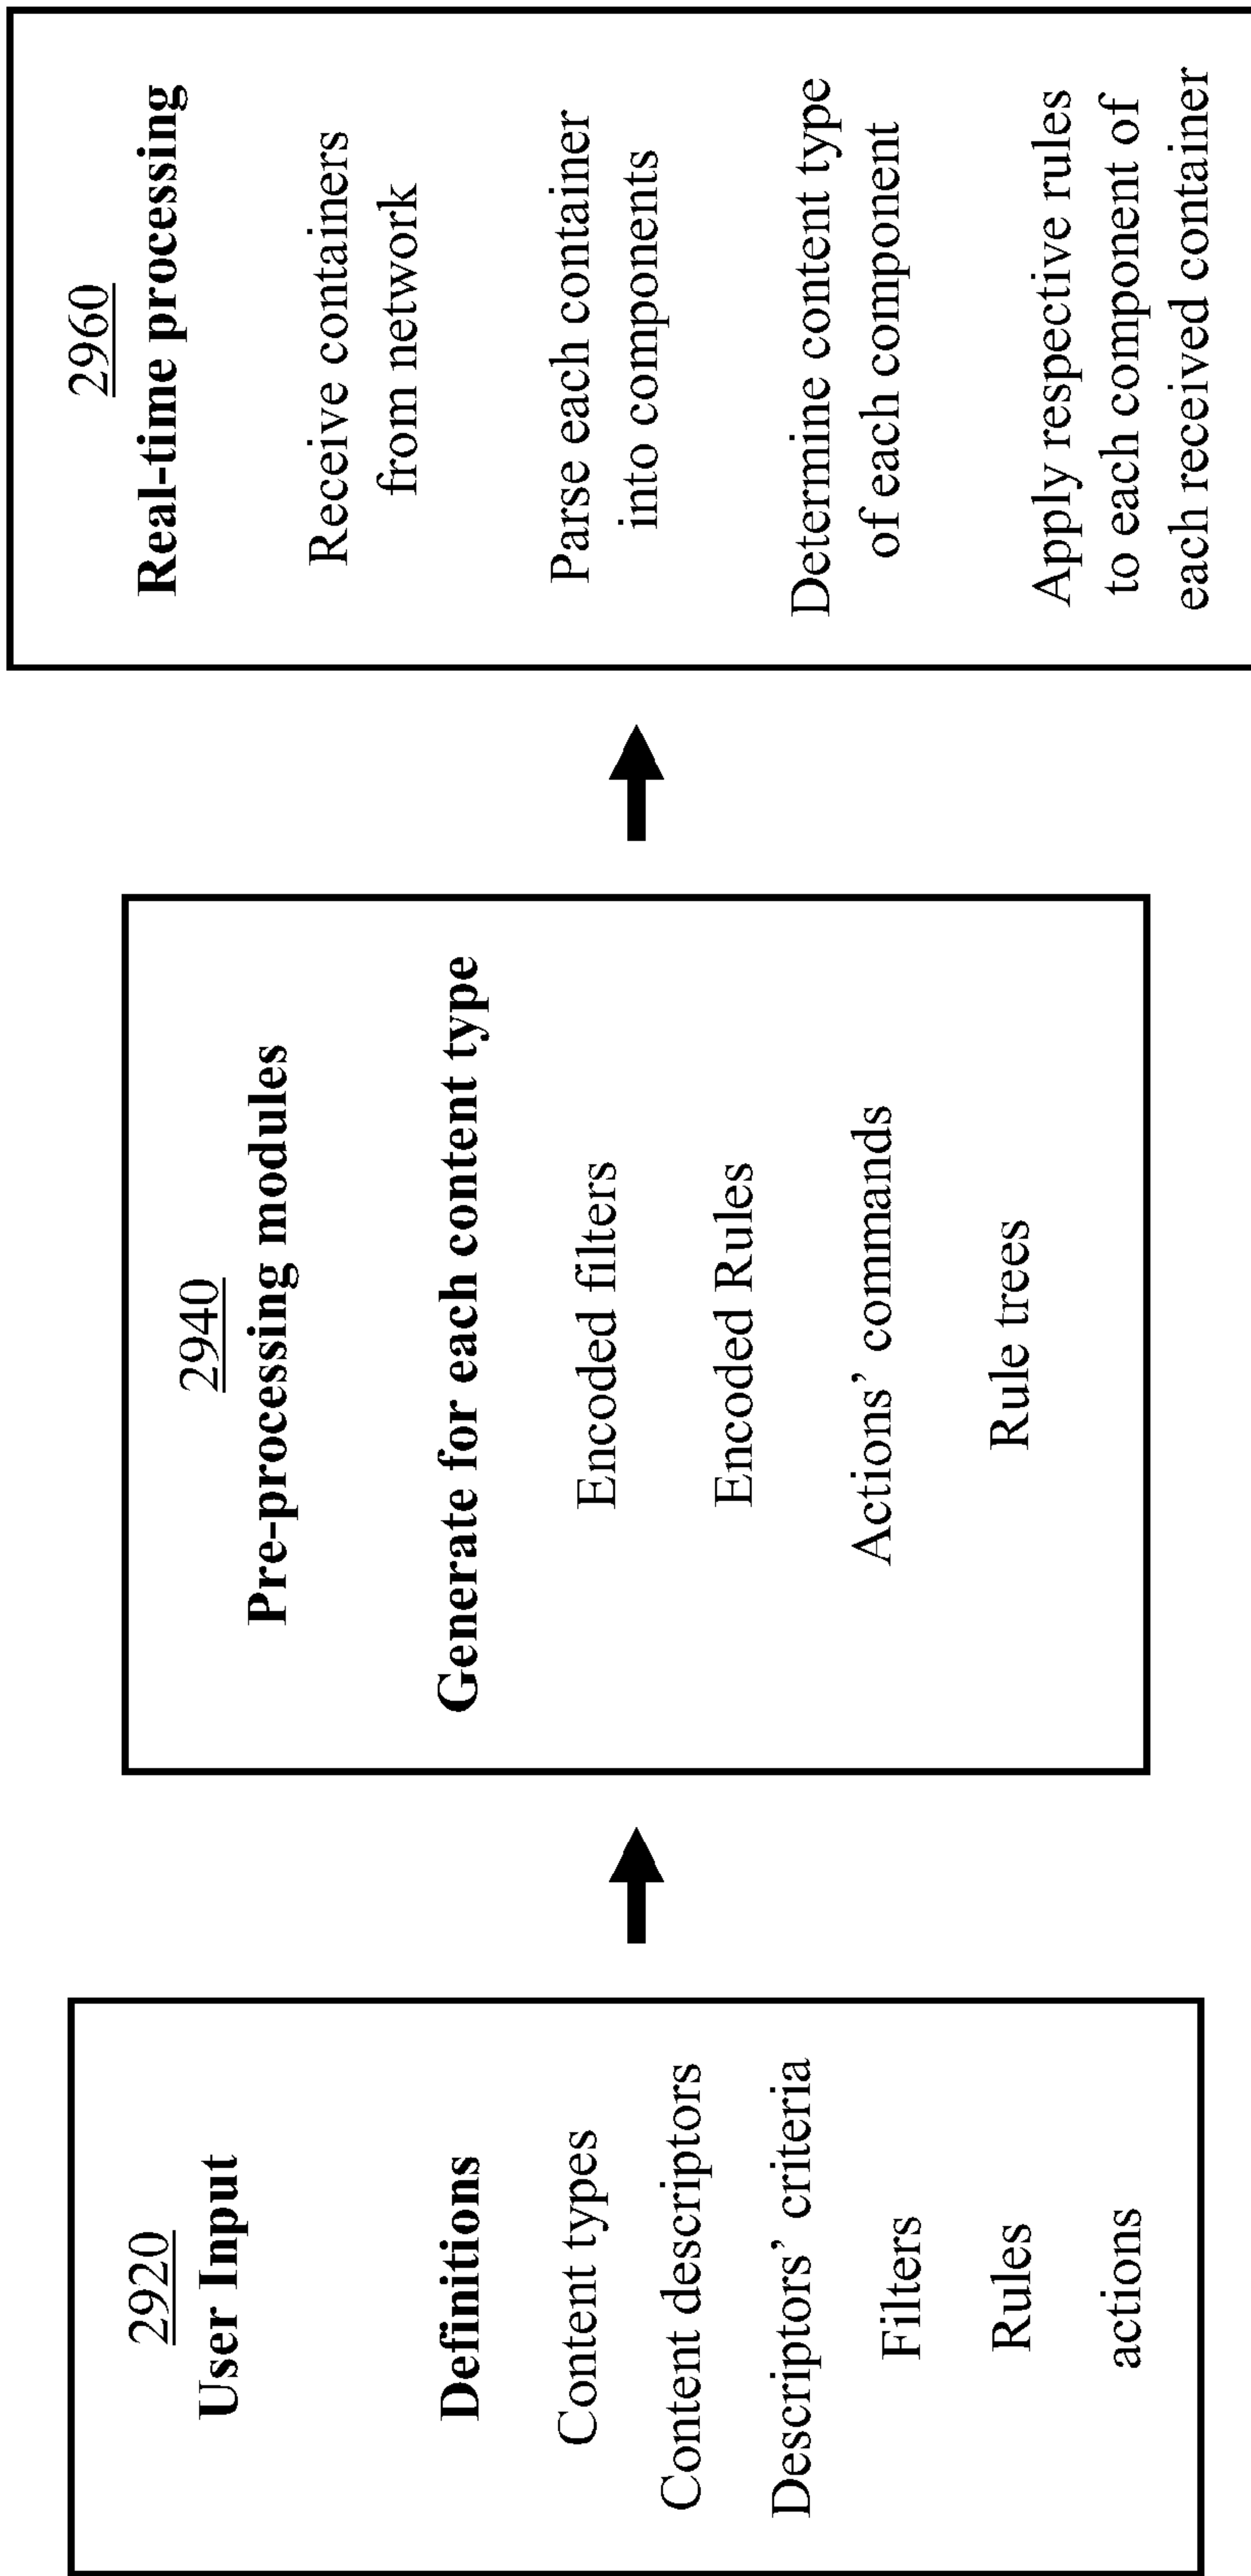 2920
User Input
Definitions
Content types
Content descriptors
Descriptors’ criteria
Filters
Rules
actions
2940
Pre-processing modules
Generate for each content type
Encoded filters
Encoded Rules
Actions’ commands
Rule trees
2960
Real-time processing
Receive containers
from network
Parse each container
into components
Determine content type
of each component
Apply respective rules
to each component of
each received container